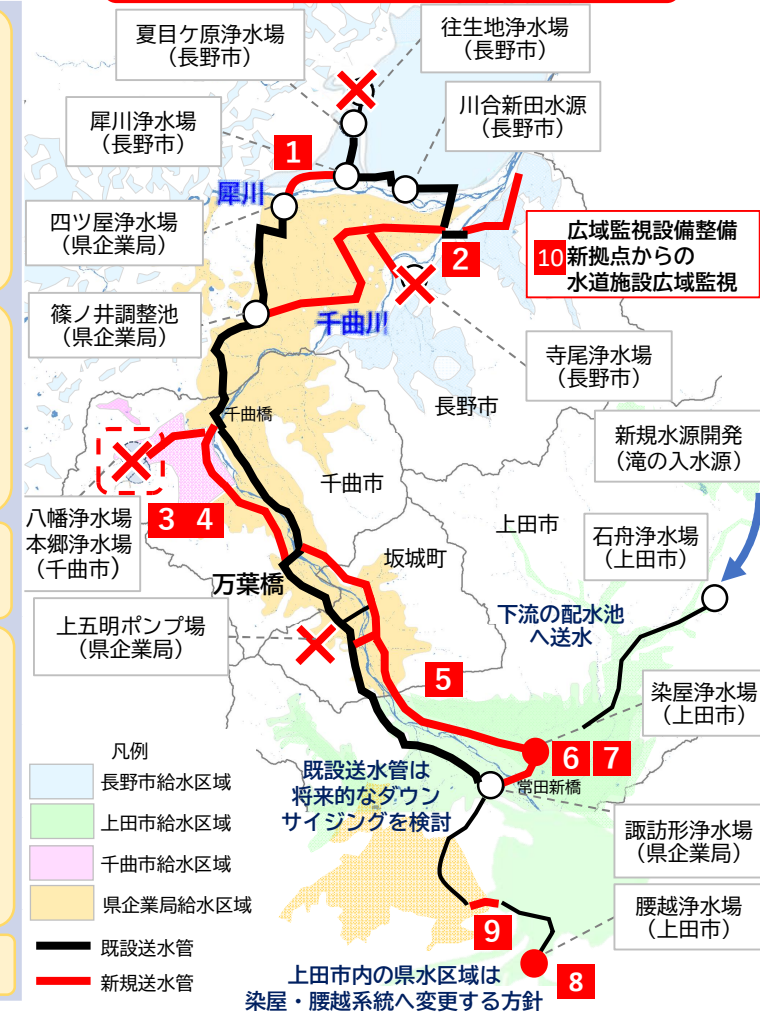 夏目ケ原浄水場
（長野市）
往生地浄水場
（長野市）
犀川浄水場
（長野市）
川合新田水源
（長野市）
1
犀川
四ツ屋浄水場
（県企業局）
2
10
広域監視設備整備
新拠点からの
水道施設広域監視
篠ノ井調整池
（県企業局）
千曲川
寺尾浄水場
（長野市）
長野市
千曲橋
新規水源開発
（滝の入水源）
千曲市
八幡浄水場
本郷浄水場
（千曲市）
3 4
上田市
石舟浄水場
（上田市）
坂城町
万葉橋
下流の配水池
へ送水
上五明ポンプ場
（県企業局）
5
染屋浄水場
（上田市）
6 7
凡例
長野市給水区域
上田市給水区域
千曲市給水区域
県企業局給水区域
既設送水管
新規送水管
既設送水管は
将来的なダウン
サイジングを検討
常田新橋
諏訪形浄水場
（県企業局）
腰越浄水場
（上田市）
9
8
上田市内の県水区域は
染屋・腰越系統へ変更する方針